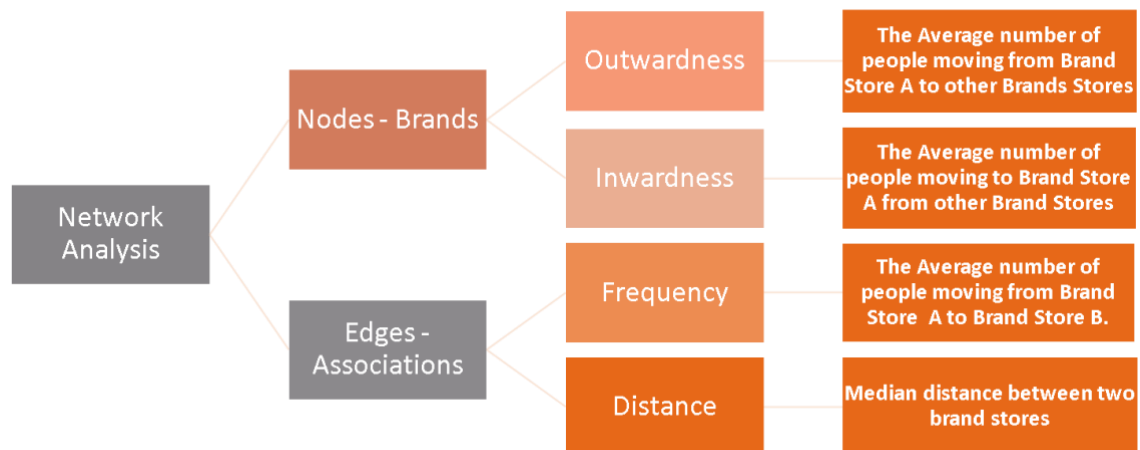 Network
Analysis
Nodes - Brands
Outwardness
The Average number of
people moving from Brand
Store A to other Brands Stores
Inwardness
The Average number of
people moving to Brand Store
A from other Brand Stores
Edges -
Associations
Frequency
The Average number of
people moving from Brand
Store A to Brand Store B.
Distance
Median distance between two
brand stores